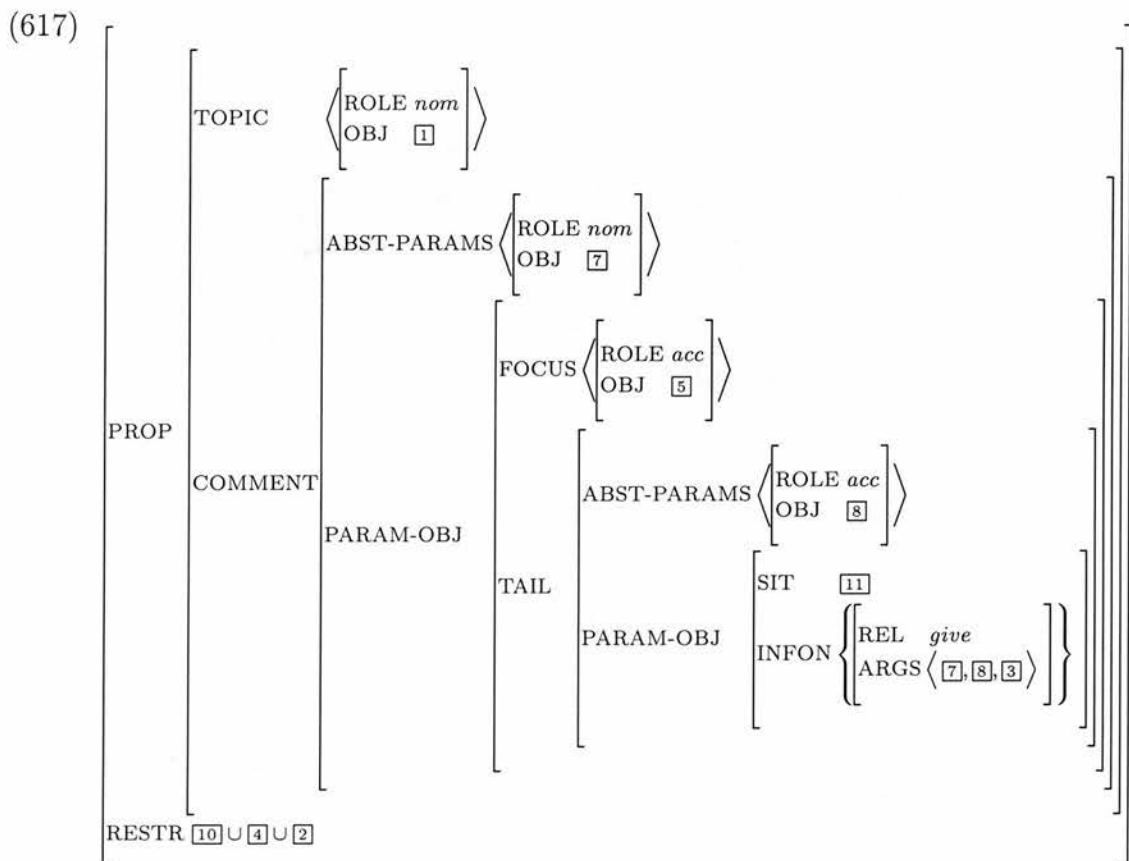 (617)
TOPIC ⟨[ROLE nom
OBJ [1]]⟩
ABST-PARAMS ⟨[ROLE nom
OBJ [7]]⟩
FOCUS ⟨[ROLE acc
OBJ [5]]⟩
PROP
COMMENT
ABST-PARAMS ⟨[ROLE acc
OBJ [8]]⟩
PARAM-OBJ
TAIL
SIT [11]
PARAM-OBJ
INFON {[REL give
ARGS ⟨[7],[8],[3]⟩]}
RESTR [10] ∪ [4] ∪ [2]